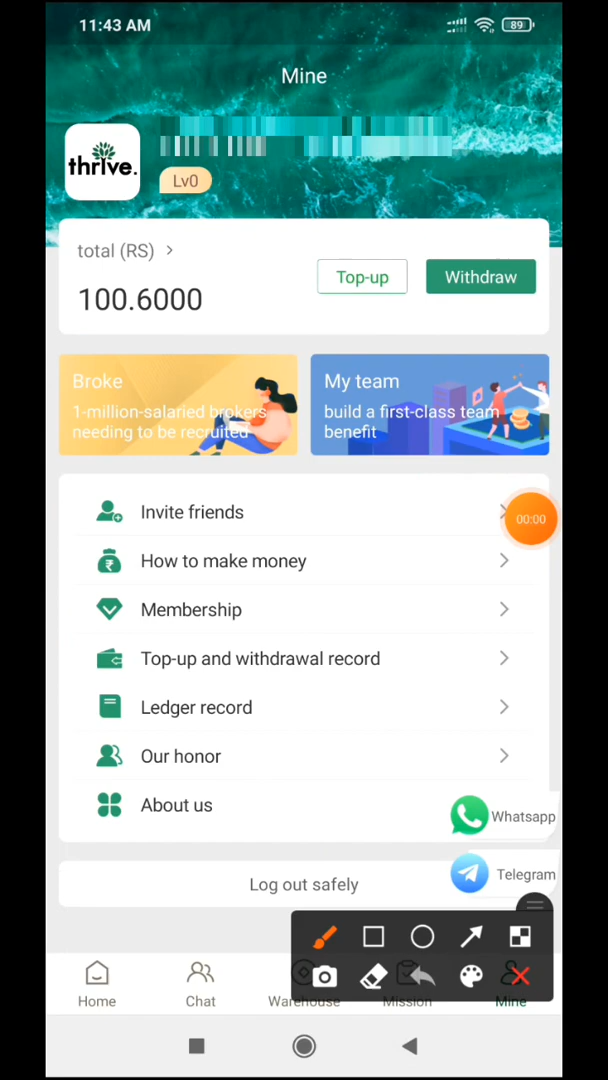 11:43 AM
89
Mine
thrive.
Lv0
total (RS)
100.6000
Top-up
Withdraw
Broke
1-million-salaried brokers
needing to be recruited
My team
build a first-class team
benefit
Invite friends
00:00
How to make money
Membership
Top-up and withdrawal record
Ledger record
Our honor
About us
Whatsapp
Telegram
Log out safely
Home
Chat
Warehouse
Mission
Mine